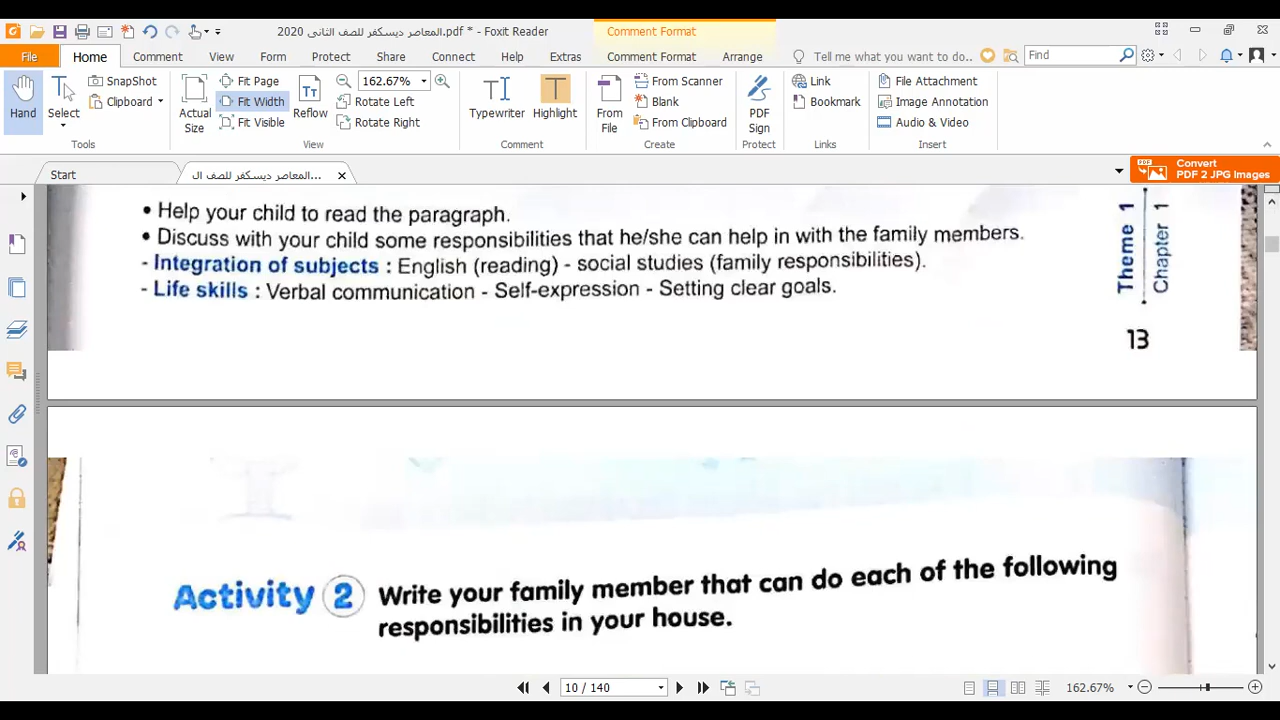 المعاصر ديسكفر للصف الثانى 2020.pdf * - Foxit Reader
Comment Format
File
Home
Comment
View
Form
Protect
Share
Connect
Help
Extras
Comment Format
Arrange
Tell me what you want to do..
Find
Hand
Select
SnapShot
Clipboard
Actual Size
Fit Page
Fit Width
Fit Visible
Reflow
162.67%
Rotate Left
Rotate Right
Typewriter
Highlight
From File
From Scanner
Blank
From Clipboard
PDF Sign
Link
Bookmark
File Attachment
Image Annotation
Audio & Video
Tools
View
Comment
Create
Protect
Links
Insert
Start
المعاصر ديسكفر للصف ال...
Convert
PDF 2 JPG Images
• Help your child to read the paragraph.
• Discuss with your child some responsibilities that he/she can help in with the family members.
- Integration of subjects : English (reading) - social studies (family responsibilities).
- Life skills : Verbal communication - Self-expression - Setting clear goals.
Theme 1
Chapter 1
13
Activity 2 Write your family member that can do each of the following
responsibilities in your house.
10 / 140
162.67%